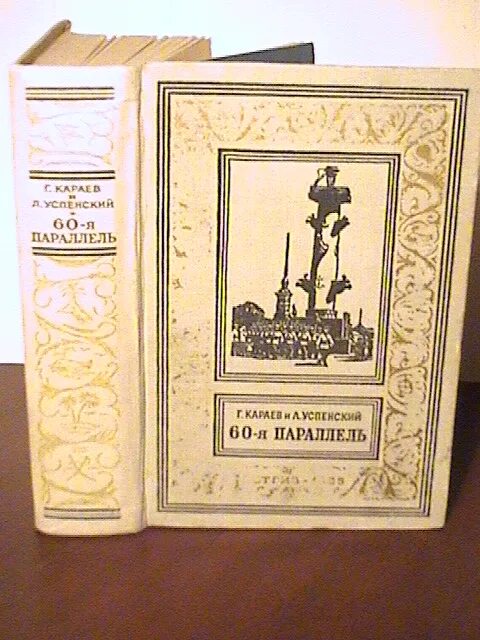 Г. КАРАЕВ
И
Л. УСПЕНСКИЙ
60-я
ПАРАЛЛЕЛЬ
Г. КАРАЕВ и Л. УСПЕНСКИЙ
60-я ПАРАЛЛЕЛЬ